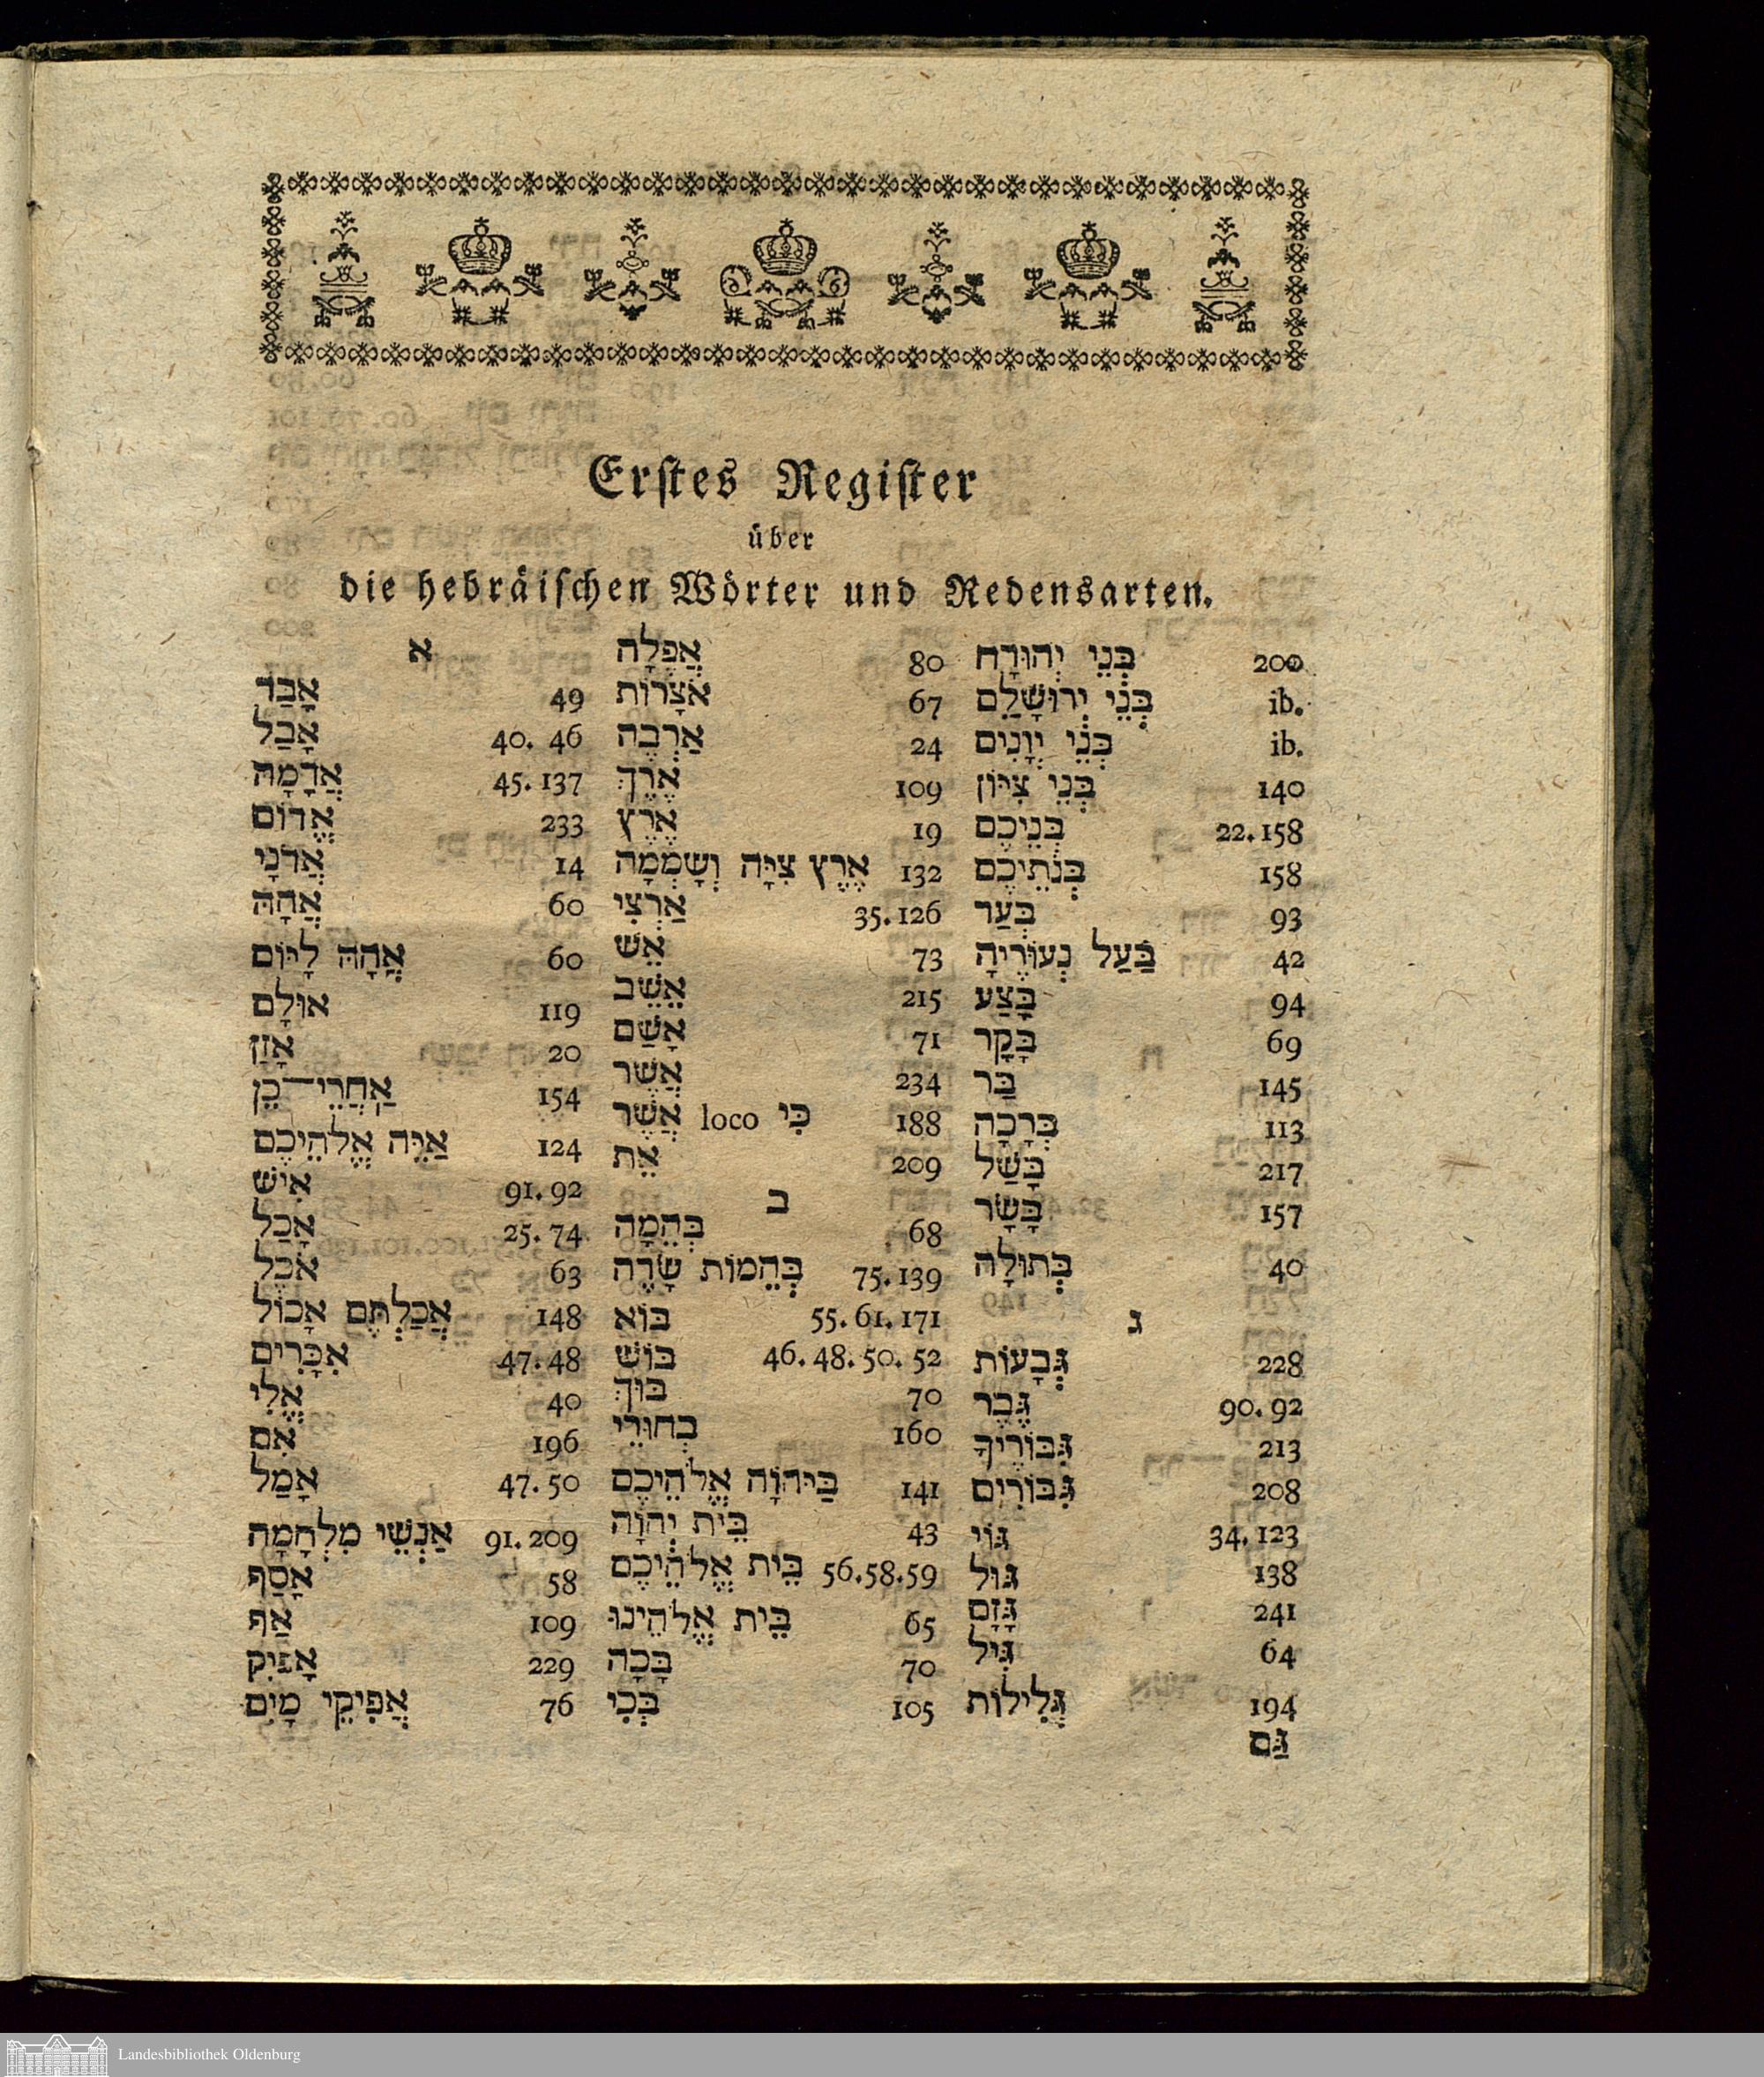 Erstes Register
über
die hebräischen Wörter und Redensarten.
א
אָבַד 49
אָבַל 40. 46
אֲדָמָה 45. 137
אֱדוֹם 233
אֲדֹנָי 14
אֲהָהּ 60
אֲהָהּ לַיּוֹם 60
אוּלָם 119
אָזַן 20
אַחֲרֵי־כֵן 154
אַיֵּה אֱלֹהֵיכֶם 124
אִישׁ 91. 92
אָכַל 25. 74
אֹכֶל 63
אֲכַלְתֶּם אָכוֹל 148
אִכָּרִים 47. 48
אֱלִי 40
אִם 196
אָמַל 47. 50
אַנְשֵׁי מִלְחָמָה 91. 209
אָסַף 58
אַף 109
אָפִיק 229
אֲפִיקֵי מָיִם 76
אֲפֵלָה 80
אֹצָרוֹת 67
אַרְבֶּה 24
אֶרֶךְ 109
אֶרֶץ 19
אֶרֶץ צִיָּה וְשְׁמָמָה 132
אַרְצִי 35. 126
אֵשׁ 73
אֵשֵׁב 215
אָשַׁם 71
אֲשֶׁר 234
אֲשֶׁר loco כִּי 188
אֵת 209
ב
בְּהֵמָה 68
בְּהֵמוֹת שָׂדֶה 75. 139
בּוֹא 55. 61. 171
בּוֹשׁ 46. 48. 50. 52
בּוּךְ 70
בְחוּרֵי 160
בַּיהוָֹה אֱלֹהֵיכֶם 141
בֵּית יְהוָֹה 43
בֵּית אֱלֹהֵיכֶם 56. 58. 59
בֵּית אֱלֹהֵינוּ 65
בָּכָה 70
בְּכִי 105
בְּנֵי יְהוּדָה 200
בְּנֵי יְרוּשָׁלִַם ib.
בְּנֵי יְוָנִים ib.
בְּנֵי צִיּוֹן 140
בְּנֵיכֶם 22. 158
בְּנֹתֵיכֶם 158
בְּעַד 93
בַּעַל נְעוּרֶיהָ 42
בָּצַע 94
בָּקָר 69
בַּר 145
בְּרָכָה 113
בָּשַׁל 217
בָּשָׂר 157
בְּתוּלָה 40
ג
גְּבָעוֹת 228
גֶּבֶר 90. 92
גִּבּוֹרֶיךָ 213
גִּבּוֹרִים 208
גּוֹי 34. 123
גּוּל 138
גָּזָם 241
גִּיל 64
גְּלִילוֹת 194
גַּם
Landesbibliothek Oldenburg